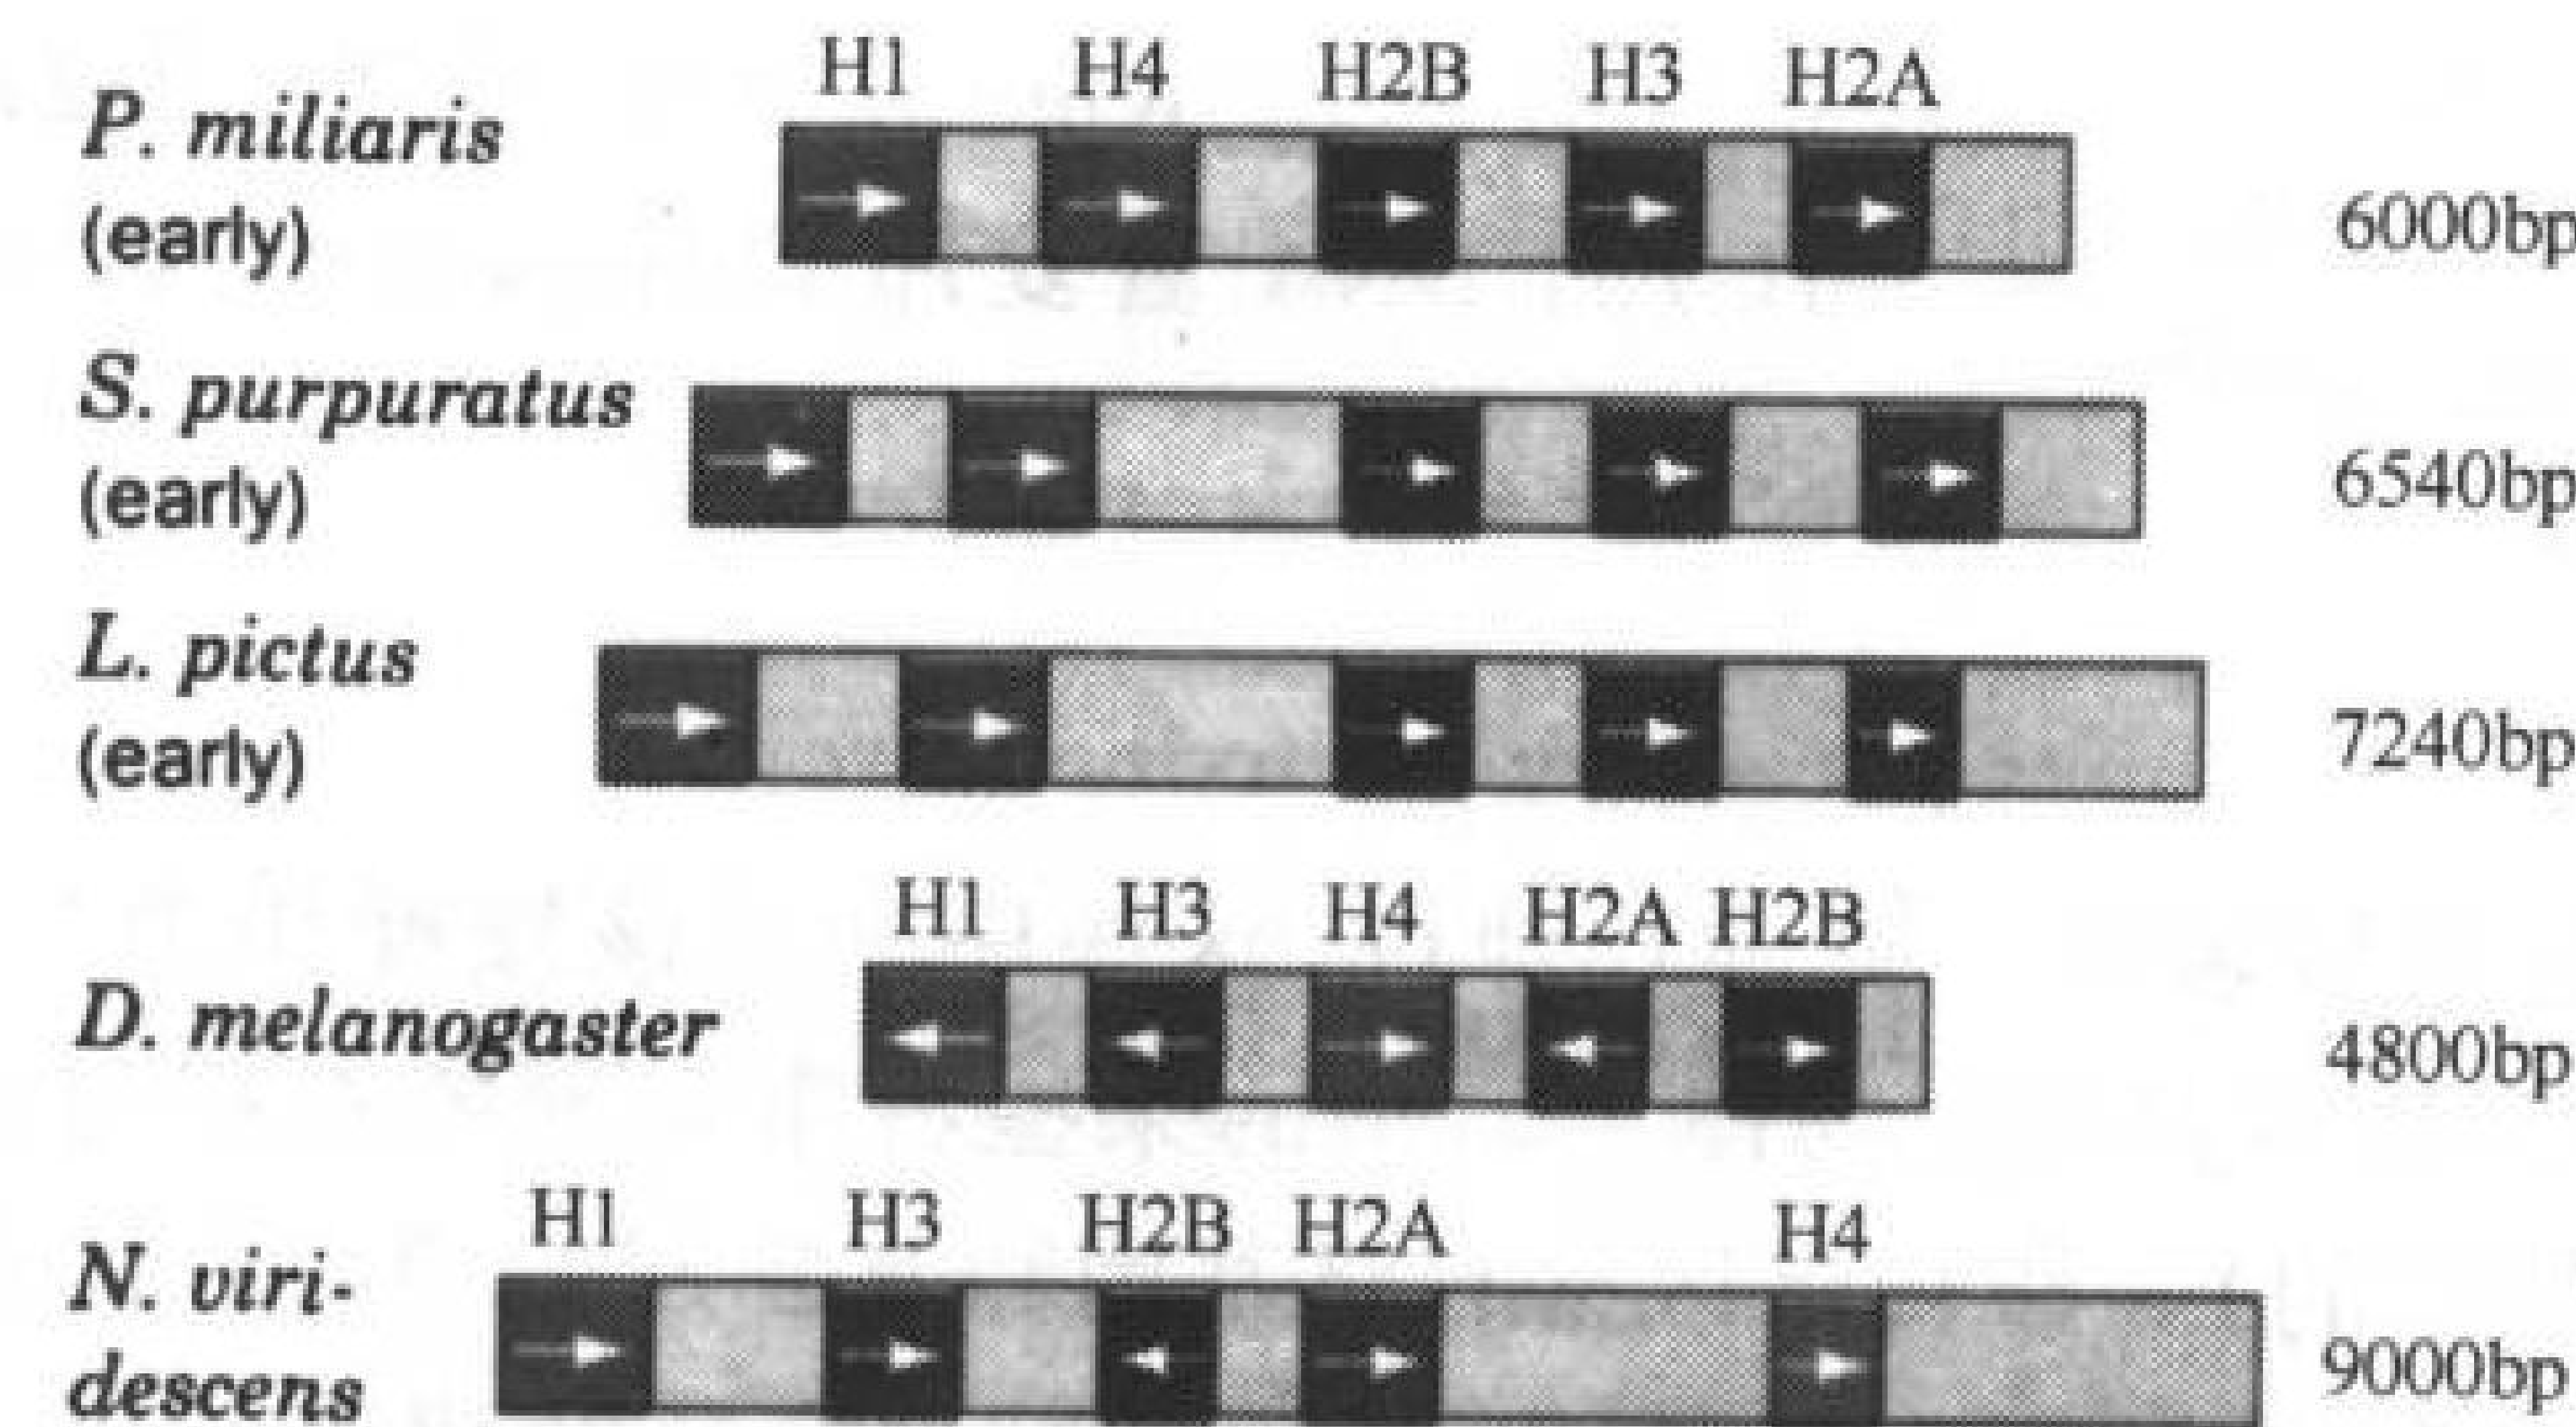 H1 H4 H2B H3 H2A
P. miliaris
(early)
6000bp
S. purpuratus
(early)
6540bp
L. pictus
(early)
7240bp
H1 H3 H4 H2A H2B
D. melanogaster
4800bp
H1 H3 H2B H2A H4
N. viri-
descens
9000bp